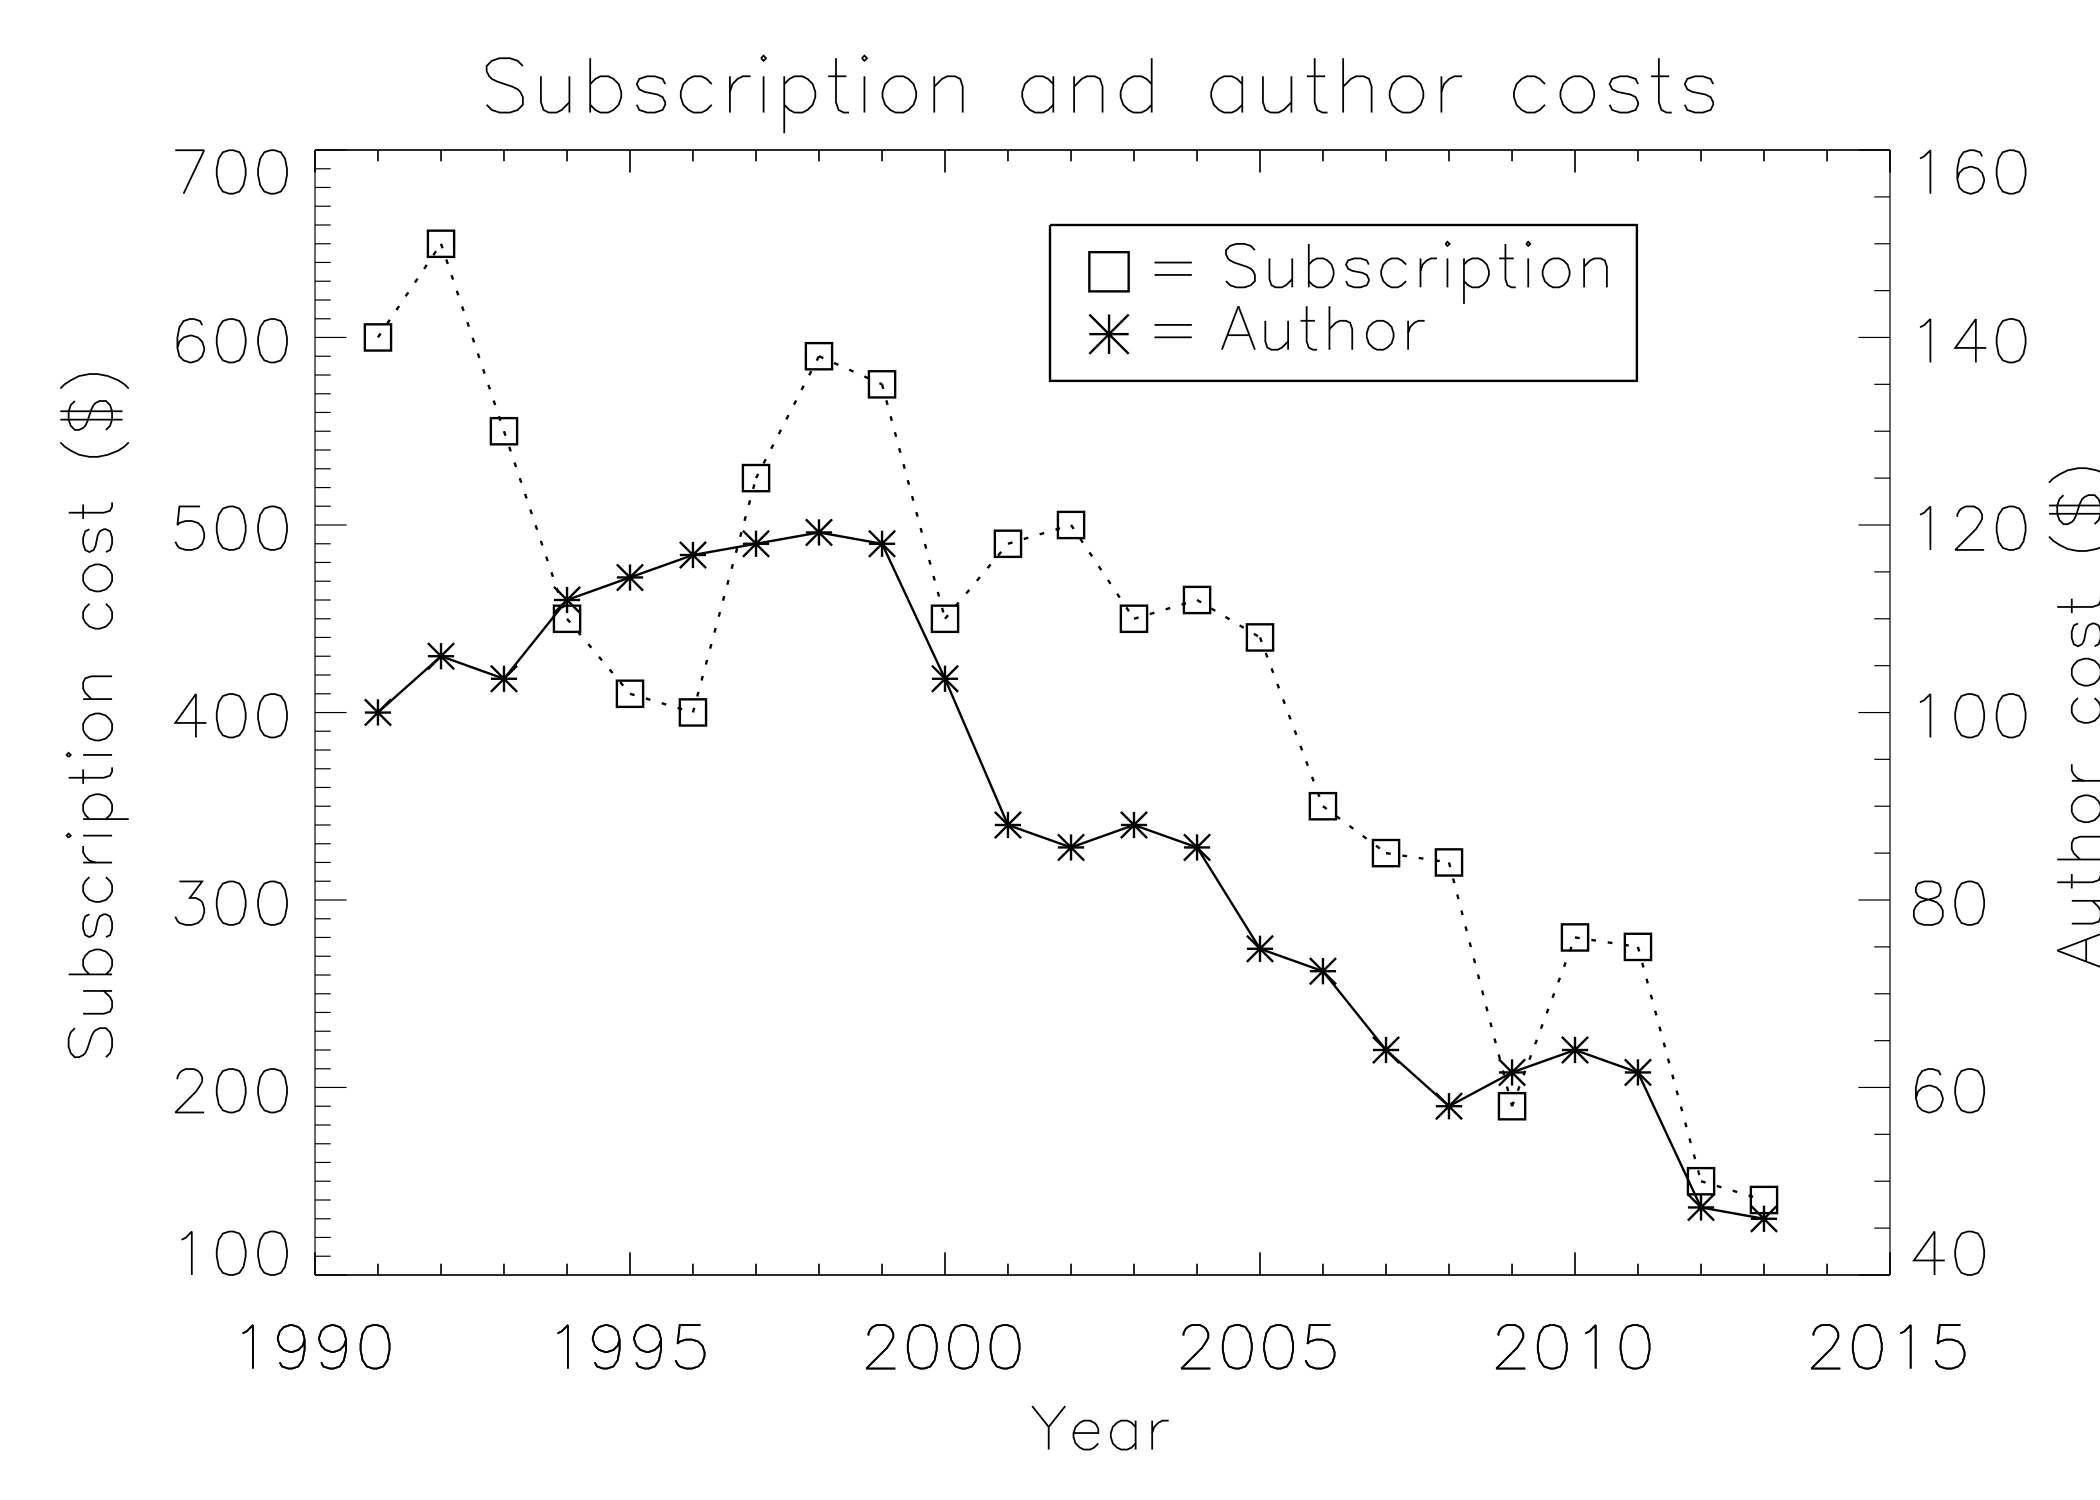 Subscription and author costs
700
600
500
400
300
200
100
Subscription cost ($)
= Subscription
= Author
160
140
120
100
80
60
40
Author cost ($)
1990 1995 2000 2005 2010 2015
Year